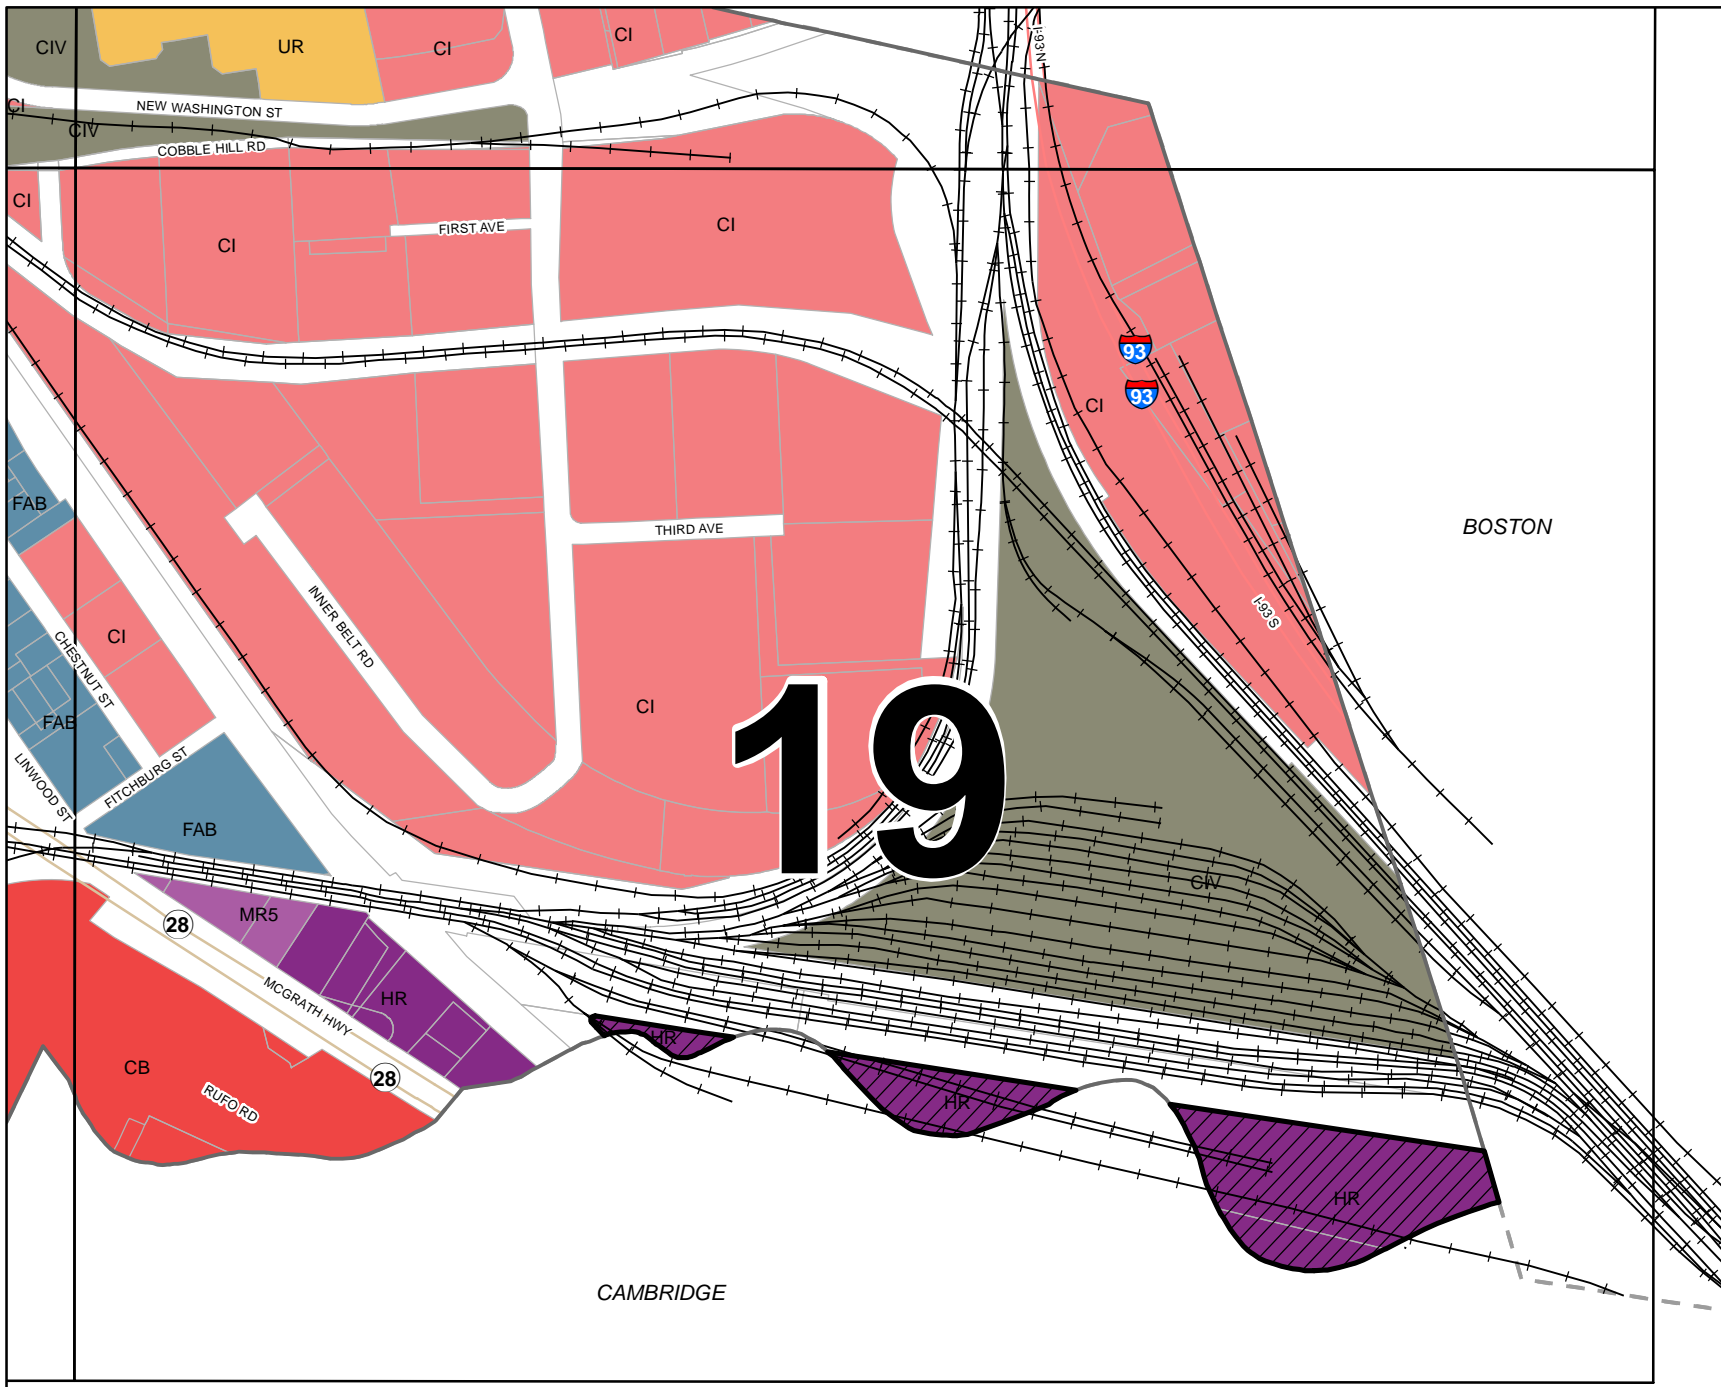 CIV
UR
CI
CI
I-93 N
CI
NEW WASHINGTON ST
CIV
COBBLE HILL RD
CI
CI
FIRST AVE
CI
93
93
CI
FAB
THIRD AVE
BOSTON
INNER BELT RD
I-93 S
CI
CHESTNUT ST
FAB
CI
19
LINWOOD ST
FITCHBURG ST
FAB
CIV
MR5
28
HR
MCGRATH HWY
HR
CB
28
RUFO RD
HR
HR
CAMBRIDGE